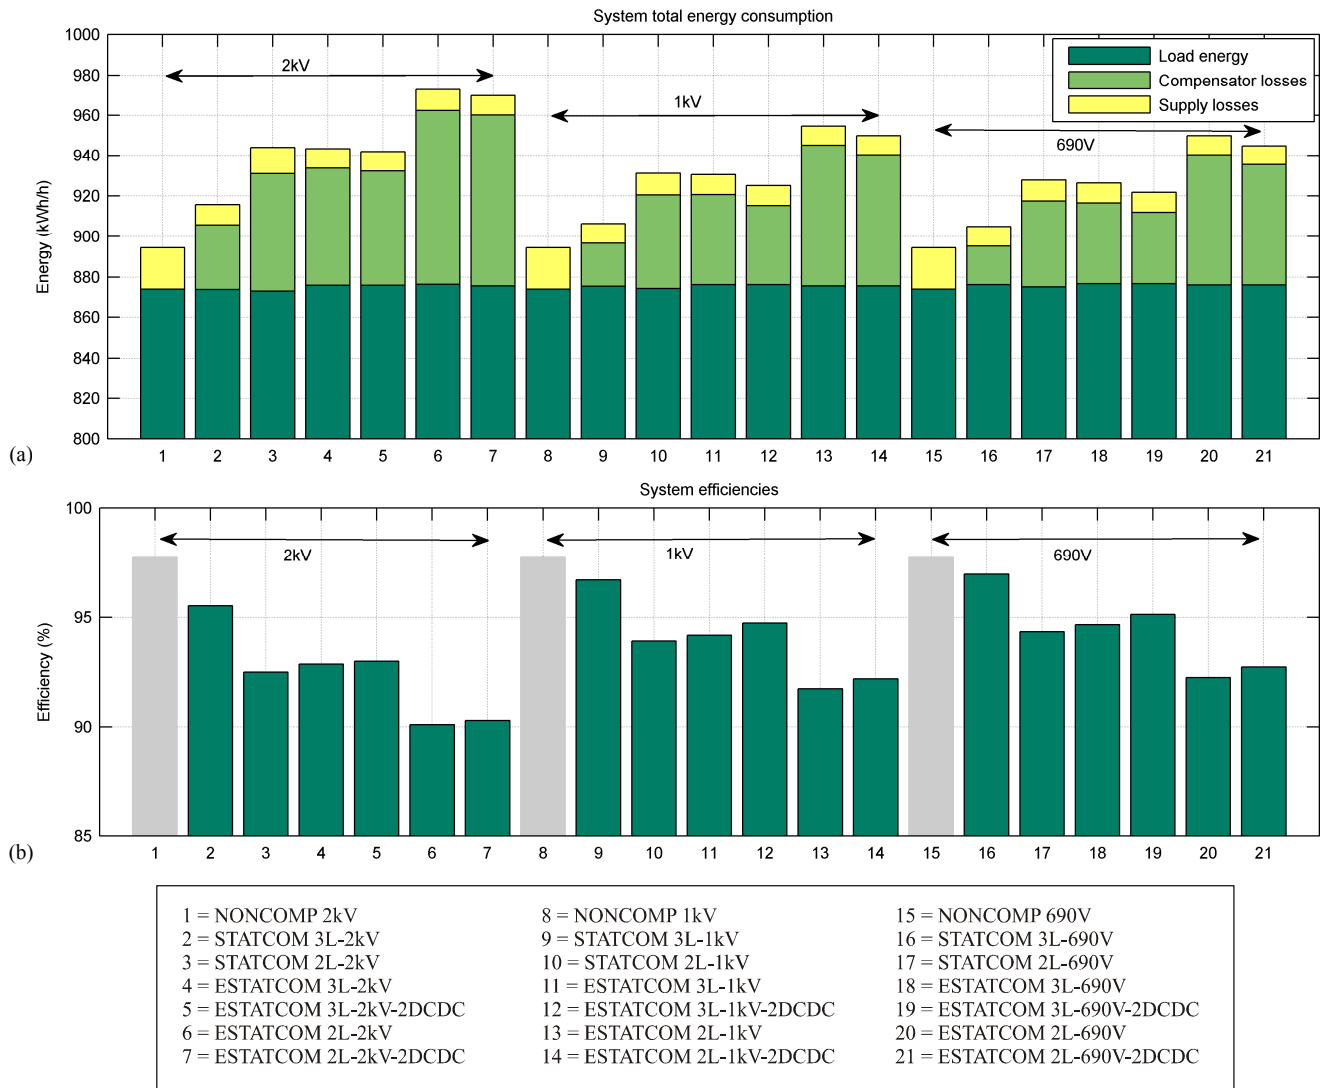 System total energy consumption
1000
980
960
940
920
900
880
860
840
820
800
Energy (kWh/h)
2kV
1kV
690V
Load energy
Compensator losses
Supply losses
1 2 3 4 5 6 7 8 9 10 11 12 13 14 15 16 17 18 19 20 21
(a)
System efficiencies
100
95
90
85
Efficiency (%)
2kV
1kV
690V
1 2 3 4 5 6 7 8 9 10 11 12 13 14 15 16 17 18 19 20 21
(b)
1 = NONCOMP 2kV
2 = STATCOM 3L-2kV
3 = STATCOM 2L-2kV
4 = ESTATCOM 3L-2kV
5 = ESTATCOM 3L-2kV-2DCDC
6 = ESTATCOM 2L-2kV
7 = ESTATCOM 2L-2kV-2DCDC
8 = NONCOMP 1kV
9 = STATCOM 3L-1kV
10 = STATCOM 2L-1kV
11 = ESTATCOM 3L-1kV
12 = ESTATCOM 3L-1kV-2DCDC
13 = ESTATCOM 2L-1kV
14 = ESTATCOM 2L-1kV-2DCDC
15 = NONCOMP 690V
16 = STATCOM 3L-690V
17 = STATCOM 2L-690V
18 = ESTATCOM 3L-690V
19 = ESTATCOM 3L-690V-2DCDC
20 = ESTATCOM 2L-690V
21 = ESTATCOM 2L-690V-2DCDC